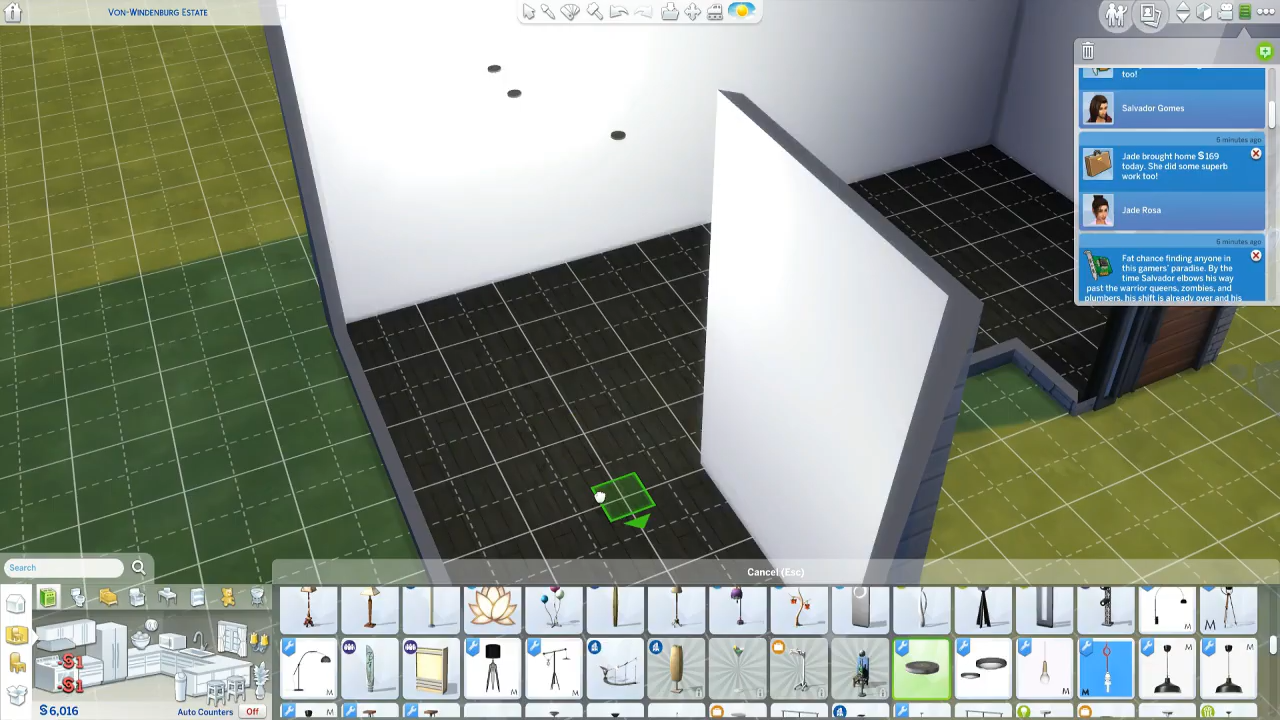 Von-Windenburg Estate
too!
Salvador Gomes
6 minutes ago
Jade brought home §169
today. She did some superb
work too!
Jade Rosa
6 minutes ago
Fat chance finding anyone in
this gamers' paradise. By the
time Salvador elbows his way
past the warrior queens, zombies, and
plumbers, his shift is already over and his
Cancel (Esc)
Search
-§1
-§1
§6,016
Auto Counters
Off
M
M
M
M
M
M
M
M